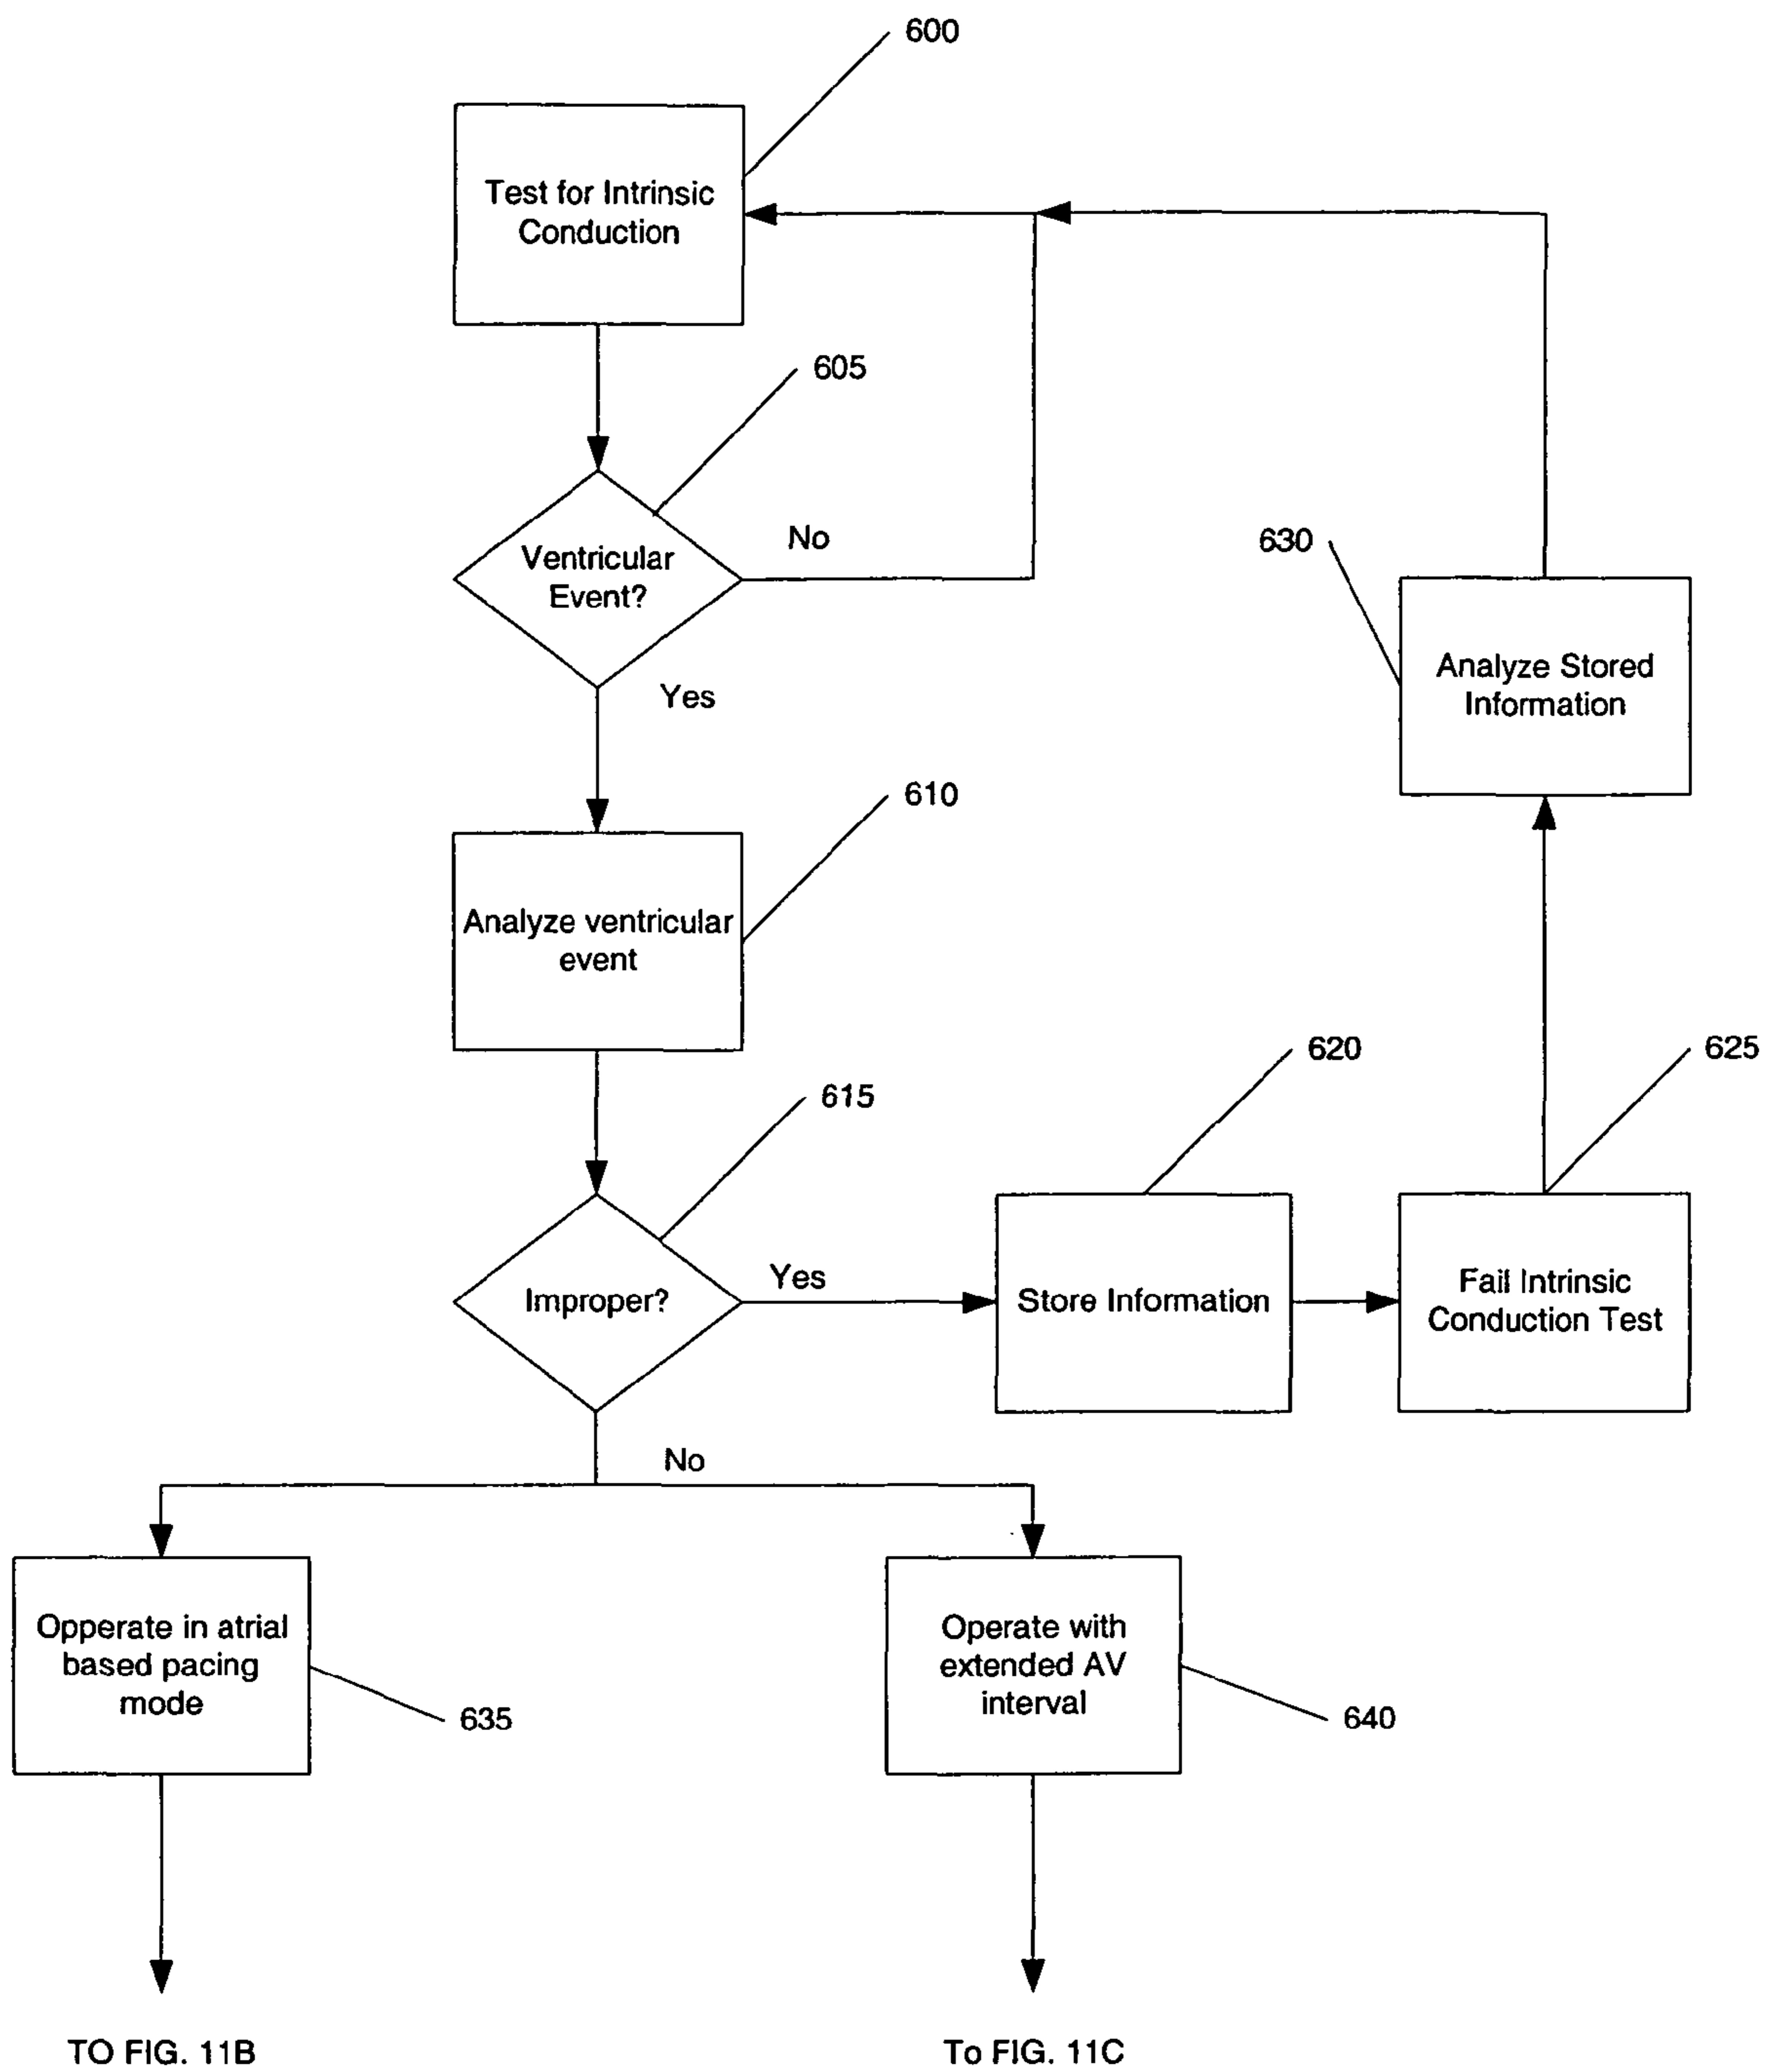 600
Test for Intrinsic
Conduction
605
Ventricular
Event?
No
630
Analyze Stored
Information
Yes
610
Analyze ventricular
event
615
620
625
Improper?
Yes
Store Information
Fail Intrinsic
Conduction Test
No
Opperate in atrial
based pacing
mode
635
Operate with
extended AV
interval
640
TO FIG. 11B
To FIG. 11C